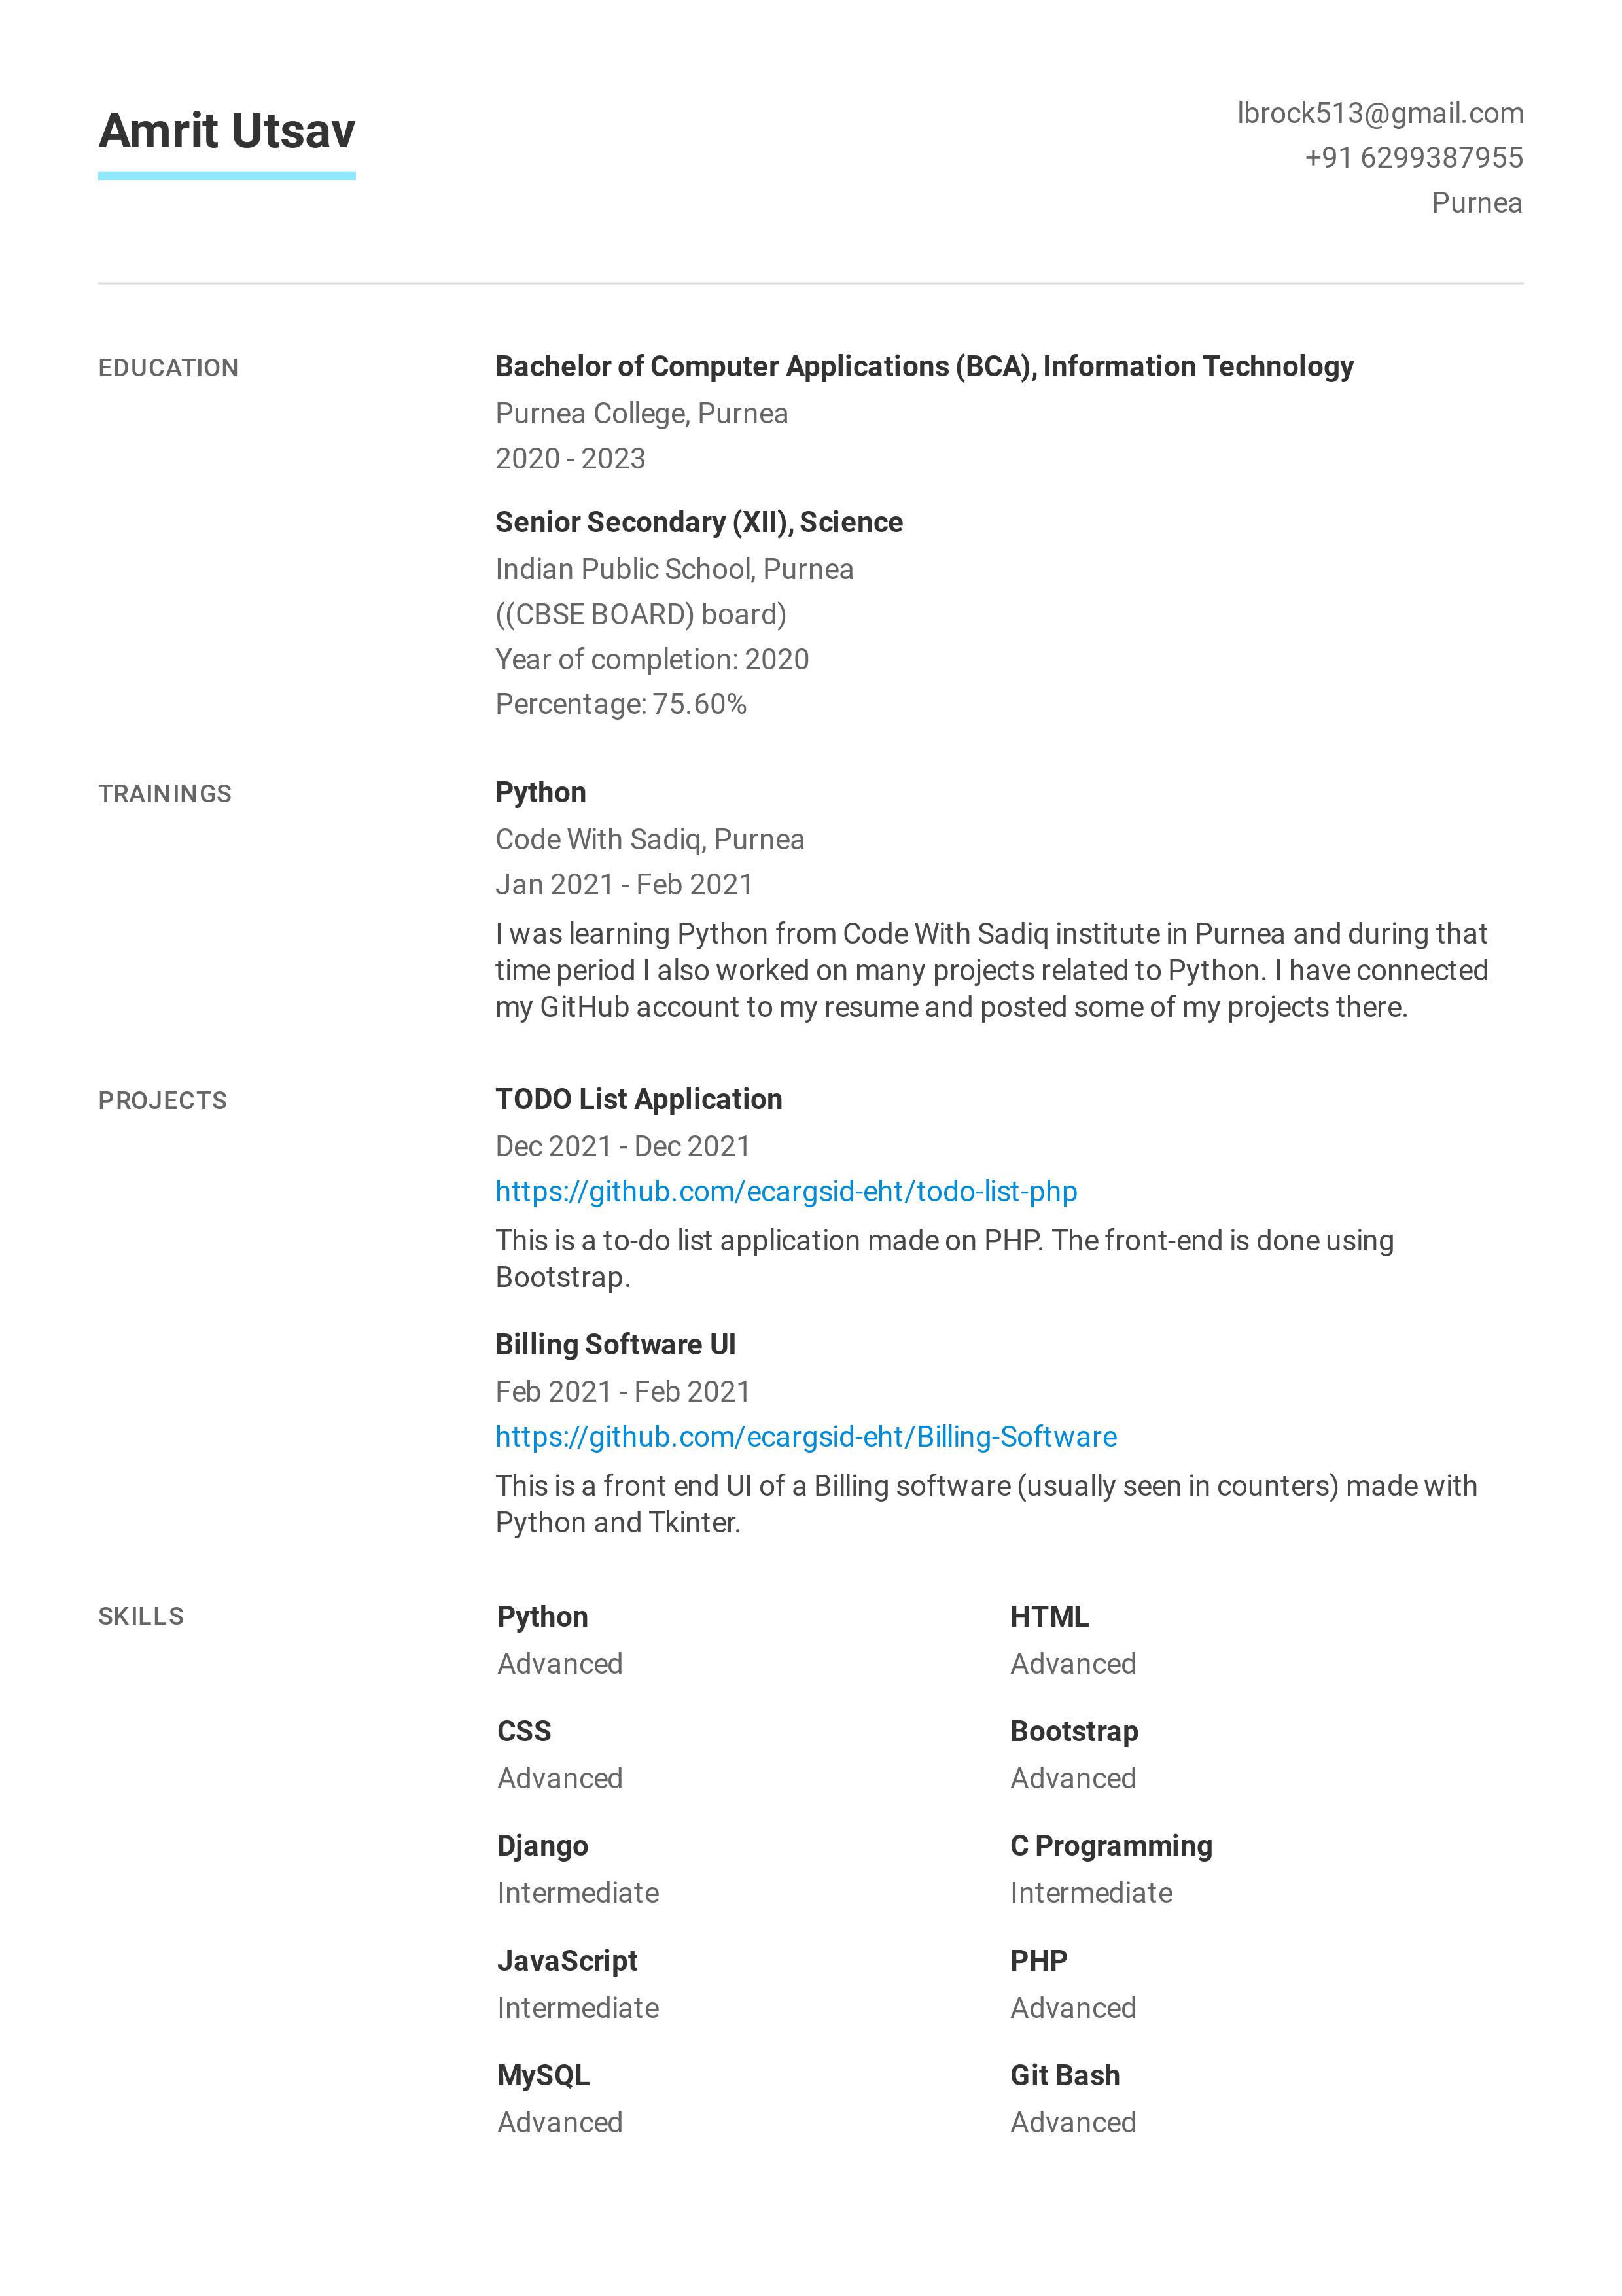 Amrit Utsav
lbrock513@gmail.com
+91 6299387955
Purnea
EDUCATION
Bachelor of Computer Applications (BCA), Information Technology
Purnea College, Purnea
2020 - 2023
Senior Secondary (XII), Science
Indian Public School, Purnea
((CBSE BOARD) board)
Year of completion: 2020
Percentage: 75.60%
TRAININGS
Python
Code With Sadiq, Purnea
Jan 2021 - Feb 2021
I was learning Python from Code With Sadiq institute in Purnea and during that
time period I also worked on many projects related to Python. I have connected
my GitHub account to my resume and posted some of my projects there.
PROJECTS
TODO List Application
Dec 2021 - Dec 2021
https://github.com/ecargsid-eht/todo-list-php
This is a to-do list application made on PHP. The front-end is done using
Bootstrap.
Billing Software UI
Feb 2021 - Feb 2021
https://github.com/ecargsid-eht/Billing-Software
This is a front end UI of a Billing software (usually seen in counters) made with
Python and Tkinter.
SKILLS
Python
Advanced
HTML
Advanced
CSS
Advanced
Bootstrap
Advanced
Django
Intermediate
C Programming
Intermediate
JavaScript
Intermediate
PHP
Advanced
MySQL
Advanced
Git Bash
Advanced